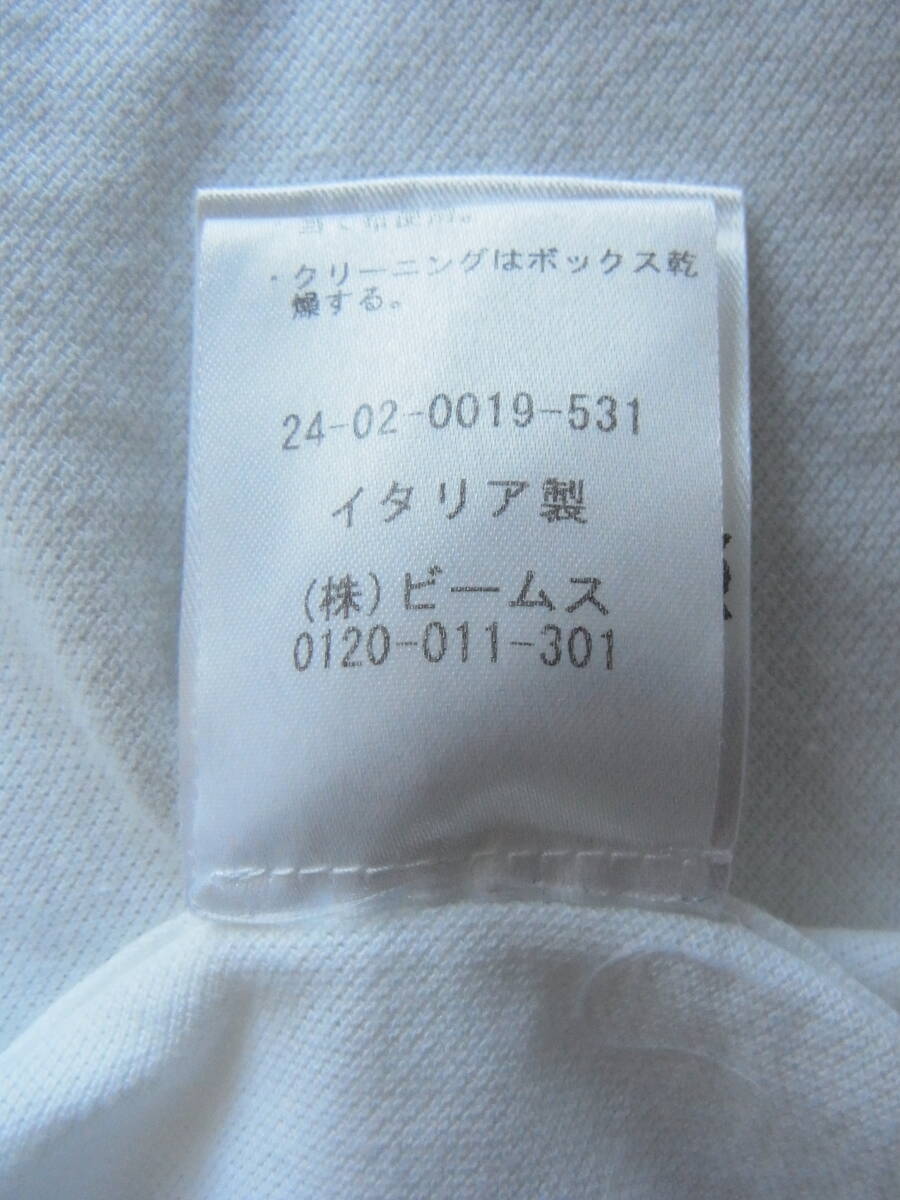 ・クリーニングはボックス乾
燥する。
24-02-0019-531
イタリア製
(株)ビームス
0120-011-301